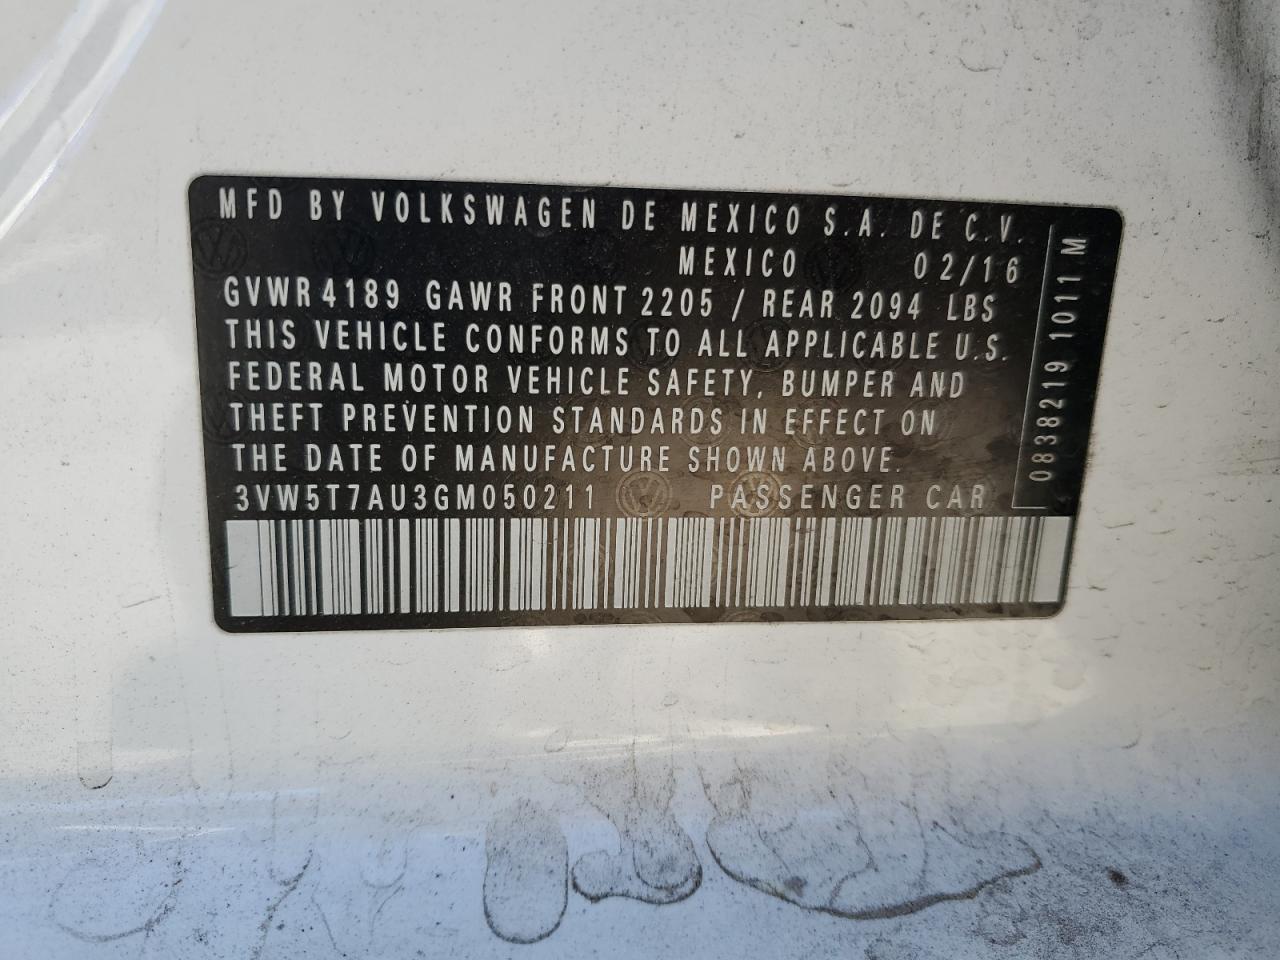 MFD BY VOLKSWAGEN DE MEXICO S.A. DE C.V.
MEXICO 02/16
GVWR 4189 GAWR FRONT 2205 / REAR 2094 LBS
THIS VEHICLE CONFORMS TO ALL APPLICABLE U.S.
FEDERAL MOTOR VEHICLE SAFETY, BUMPER AND
THEFT PREVENTION STANDARDS IN EFFECT ON
THE DATE OF MANUFACTURE SHOWN ABOVE.
3VW5T7AU3GM050211 PASSENGER CAR
0838219 1011 M